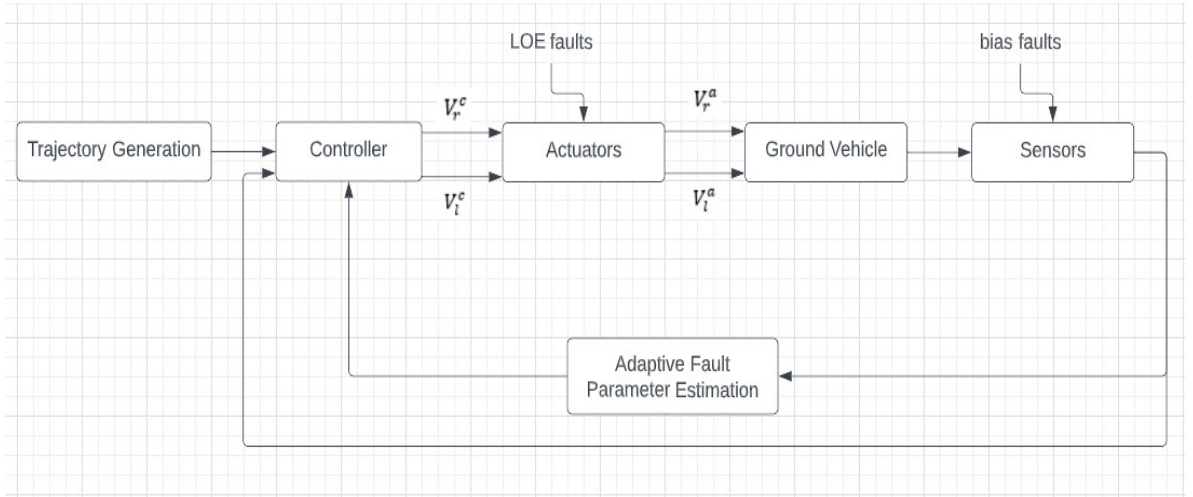 LOE faults
bias faults
V_r^c
V_r^a
Trajectory Generation
Controller
Actuators
Ground Vehicle
Sensors
V_l^c
V_l^a
Adaptive Fault
Parameter Estimation